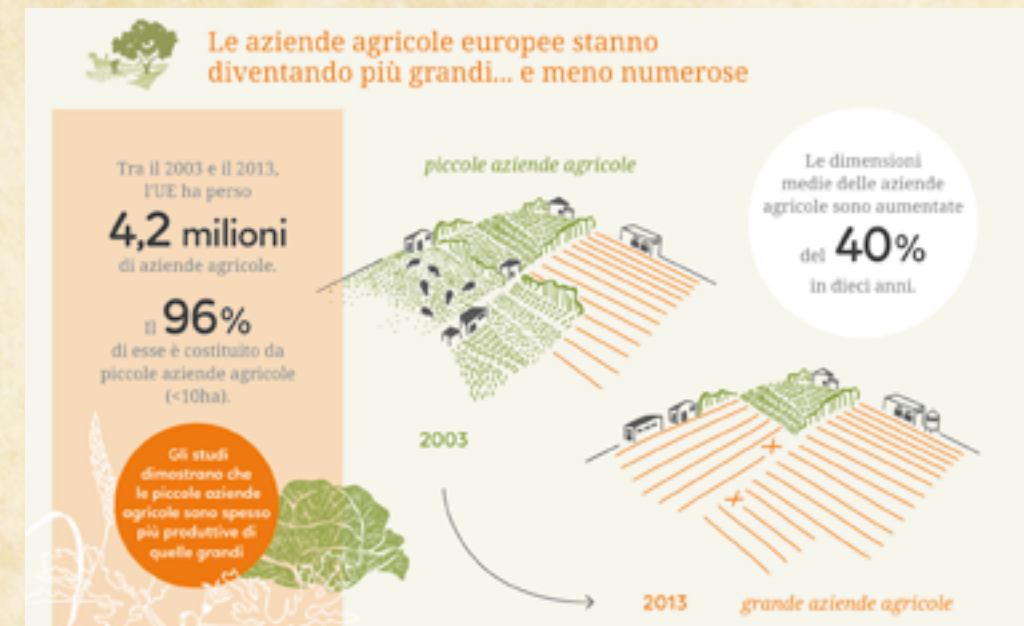 Le aziende agricole europee stanno
diventando più grandi... e meno numerose
Tra il 2003 e il 2013,
l'UE ha perso
4,2 milioni
di aziende agricole.
Il 96%
di esse è costituito da
piccole aziende agricole
(<10ha).
Gli studi
dimostrano che
le piccole aziende
agricole sono spesso
più produttive di
quelle grandi
piccole aziende agricole
2003
Le dimensioni
medie delle aziende
agricole sono aumentate
del 40%
in dieci anni.
2013 grande aziende agricole